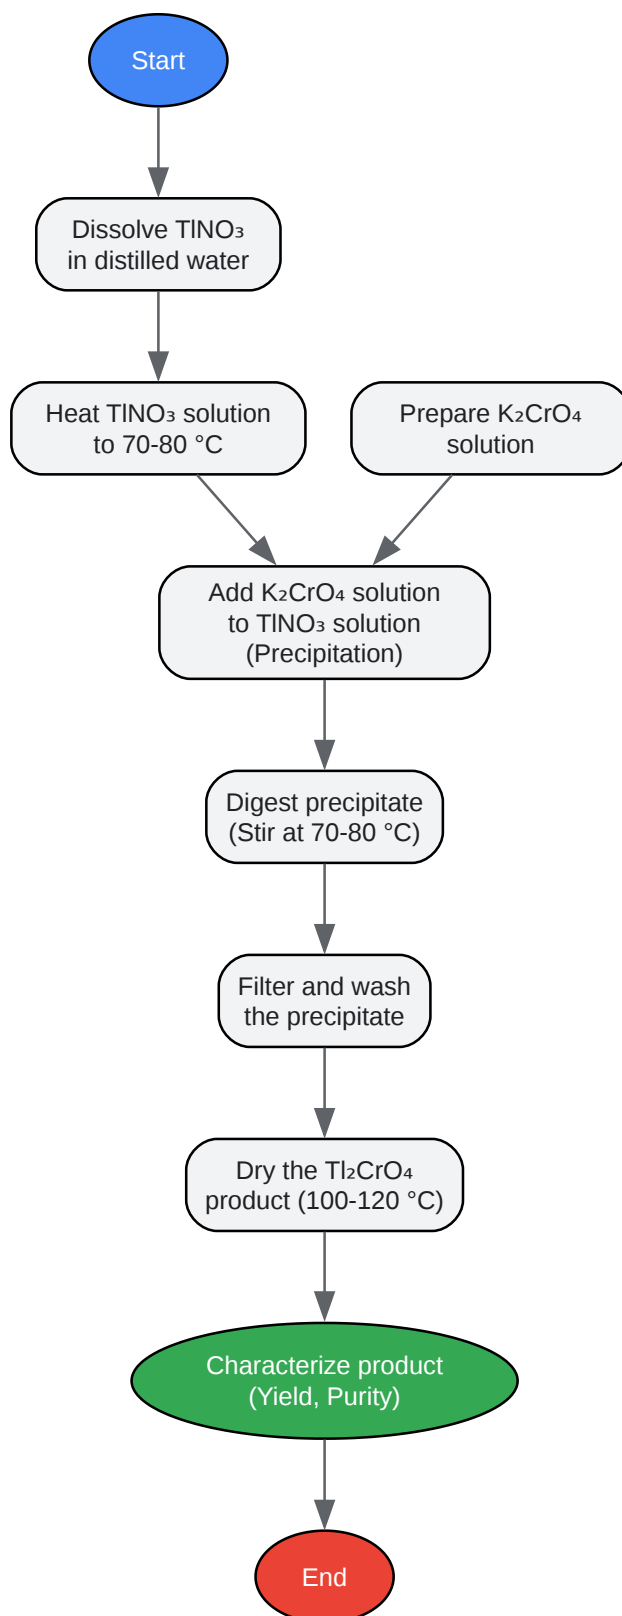 Start
Dissolve TlNO₃
in distilled water
Heat TlNO₃ solution
to 70-80 °C
Prepare K₂CrO₄
solution
Add K₂CrO₄ solution
to TlNO₃ solution
(Precipitation)
Digest precipitate
(Stir at 70-80 °C)
Filter and wash
the precipitate
Dry the Tl₂CrO₄
product (100-120 °C)
Characterize product
(Yield, Purity)
End